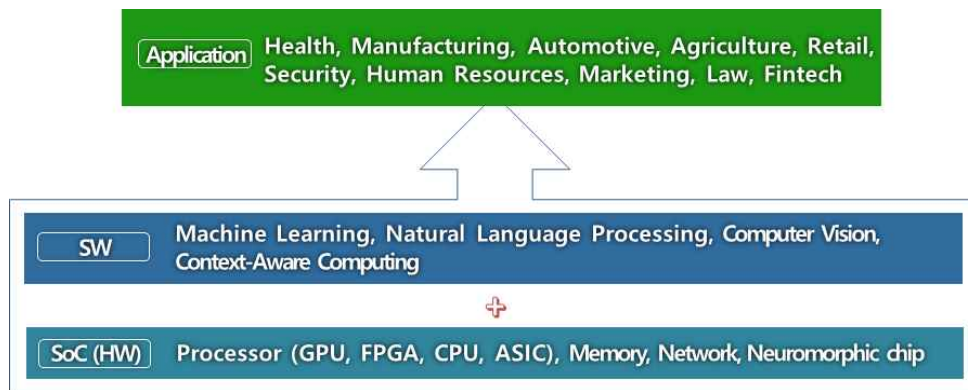 Application
Health, Manufacturing, Automotive, Agriculture, Retail,
Security, Human Resources, Marketing, Law, Fintech
SW
Machine Learning, Natural Language Processing, Computer Vision,
Context-Aware Computing
+
SoC (HW)
Processor (GPU, FPGA, CPU, ASIC), Memory, Network, Neuromorphic chip